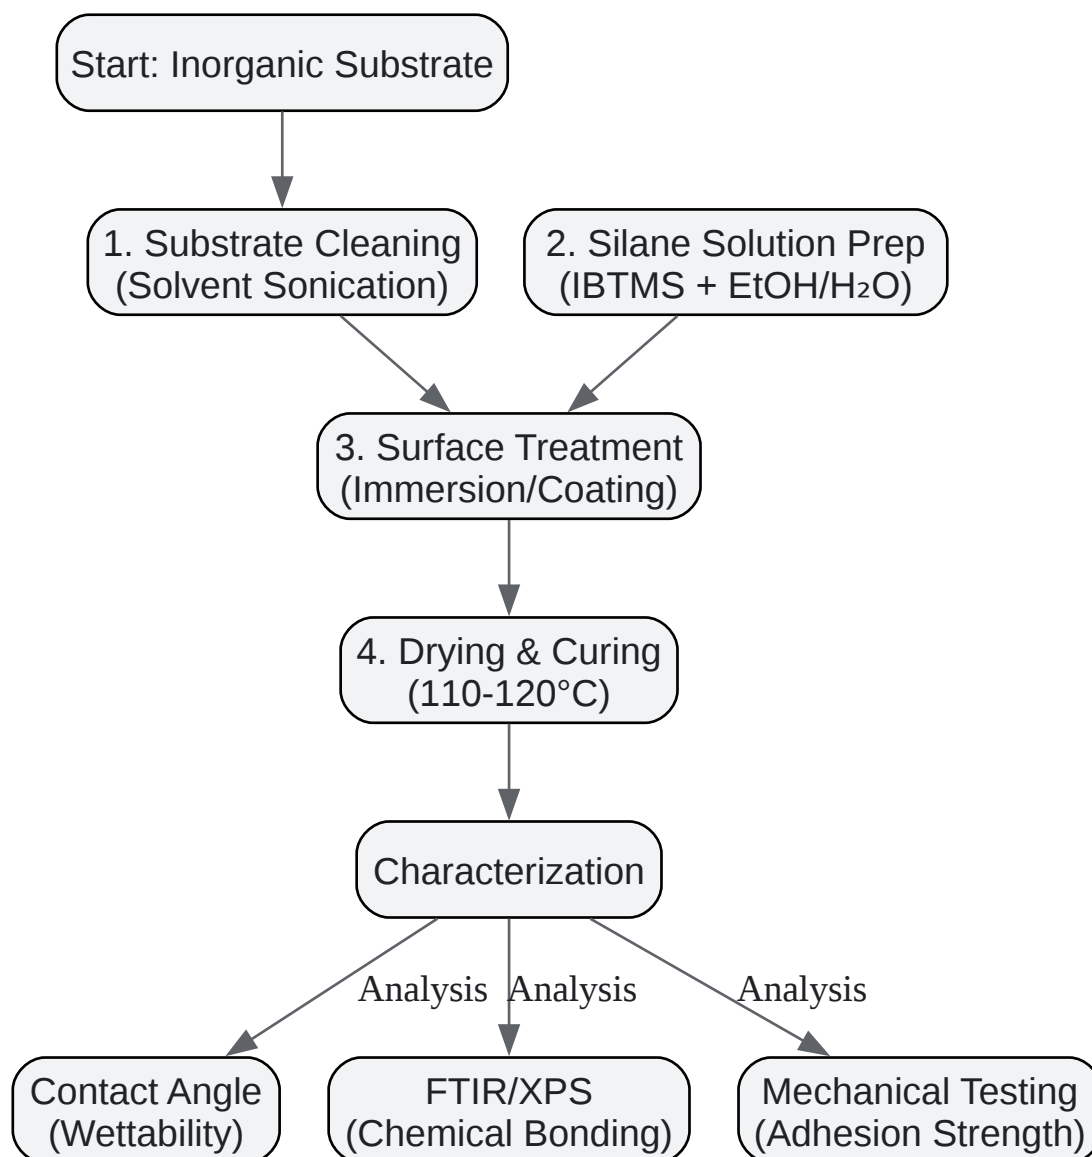 Start: Inorganic Substrate
1. Substrate Cleaning
(Solvent Sonication)
2. Silane Solution Prep
(IBTMS + EtOH/H₂O)
3. Surface Treatment
(Immersion/Coating)
4. Drying & Curing
(110-120°C)
Characterization
Analysis
Analysis
Analysis
Contact Angle
(Wettability)
FTIR/XPS
(Chemical Bonding)
Mechanical Testing
(Adhesion Strength)